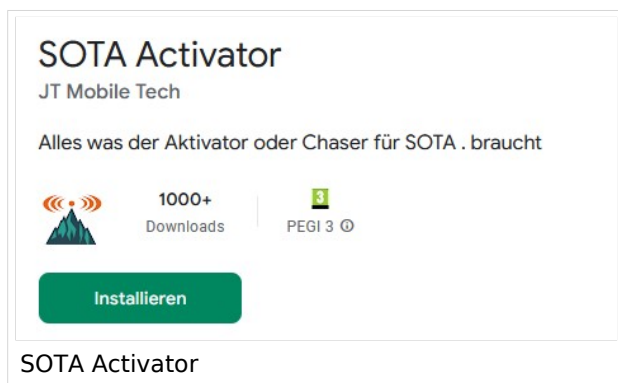 SOTA Activator
JT Mobile Tech
Alles was der Aktivator oder Chaser für SOTA . braucht
1000+
Downloads
3
PEGI 3 ⓘ
Installieren
SOTA Activator